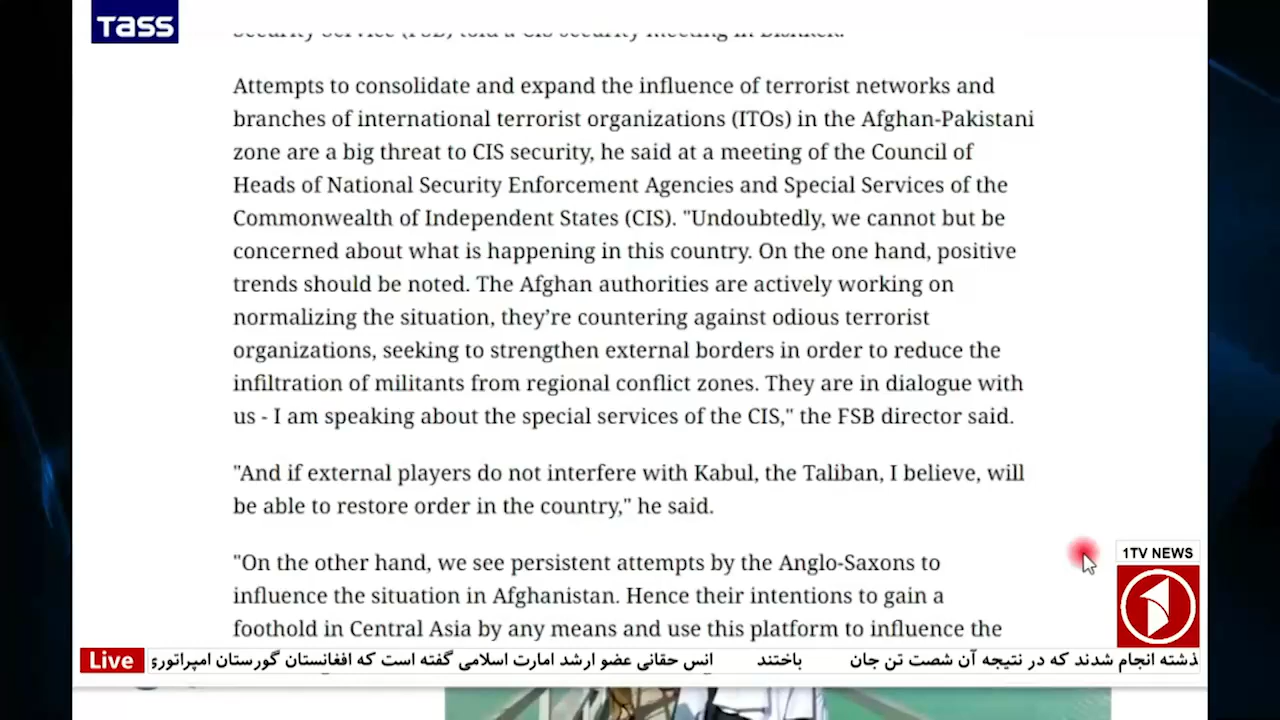 TASS
Security Service (FSB) told a CIS security meeting in Bishkek.
Attempts to consolidate and expand the influence of terrorist networks and
branches of international terrorist organizations (ITOs) in the Afghan-Pakistani
zone are a big threat to CIS security, he said at a meeting of the Council of
Heads of National Security Enforcement Agencies and Special Services of the
Commonwealth of Independent States (CIS). "Undoubtedly, we cannot but be
concerned about what is happening in this country. On the one hand, positive
trends should be noted. The Afghan authorities are actively working on
normalizing the situation, they’re countering against odious terrorist
organizations, seeking to strengthen external borders in order to reduce the
infiltration of militants from regional conflict zones. They are in dialogue with
us - I am speaking about the special services of the CIS," the FSB director said.
"And if external players do not interfere with Kabul, the Taliban, I believe, will
be able to restore order in the country," he said.
"On the other hand, we see persistent attempts by the Anglo-Saxons to
influence the situation in Afghanistan. Hence their intentions to gain a
foothold in Central Asia by any means and use this platform to influence the
1TV NEWS
Live
انجام شدند که در نتیجه آن شصت تن جان باختند انس حقانی عضو ارشد امارت اسلامی گفته است که افغانستان گورستان